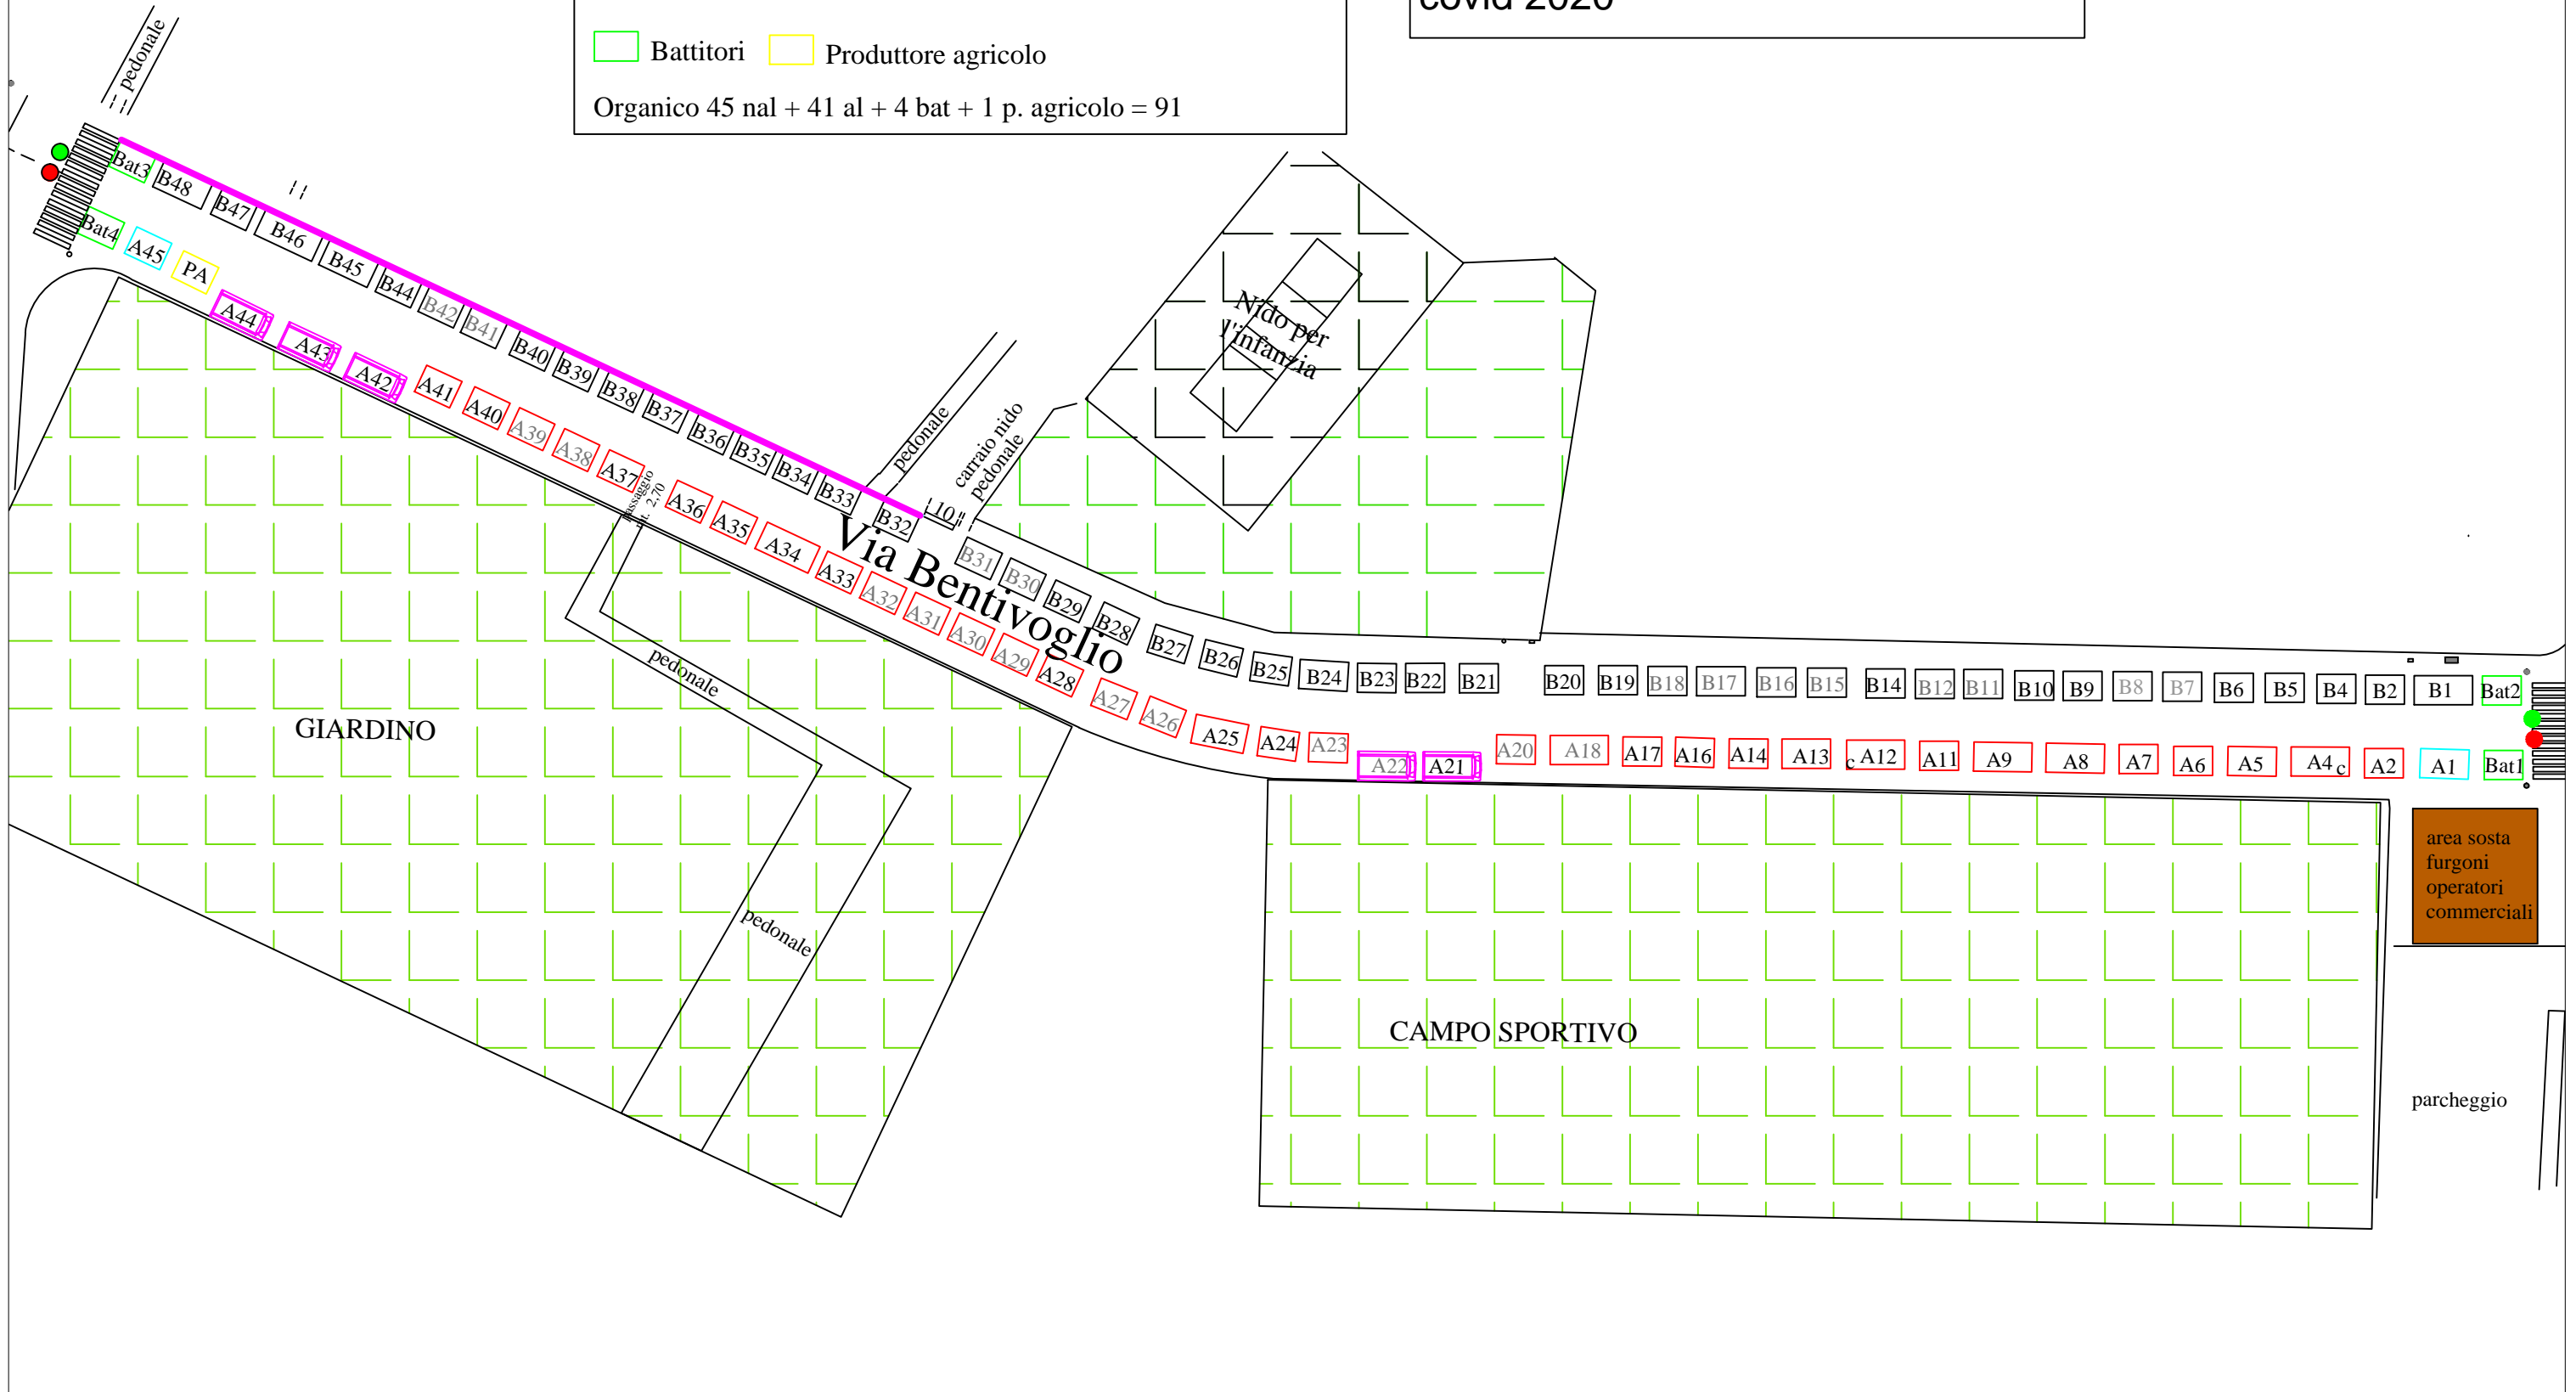 covid 2020
Battitori
Produttore agricolo
Organico 45 nal + 41 al + 4 bat + 1 p. agricolo = 91
pedonale
Bat3
B48
B47
B46
B45
B44
B42
B41
B40
B39
B38
B37
B36
B35
B34
B33
B32
10
B31
B30
B29
B28
B27
B26
B25
B24
B23
B22
B21
B20
B19
B18
B17
B16
B15
B14
B12
B11
B10
B9
B8
B7
B6
B5
B4
B2
B1
Bat2
Bat4
A45
PA
A44
A43
A42
A41
A40
A39
A38
A37
passaggio
mt. 2,70
A36
A35
A34
A33
A32
A31
A30
A29
A28
A27
A26
A25
A24
A23
A22
A21
A20
A18
A17
A16
A14
A13
c
A12
A11
A9
A8
A7
A6
A5
A4
c
A2
A1
Bat1
Nido per
l'infanzia
pedonale
carraio nido
pedonale
Via Bentivoglio
pedonale
pedonale
GIARDINO
CAMPO SPORTIVO
area sosta
furgoni
operatori
commerciali
parcheggio